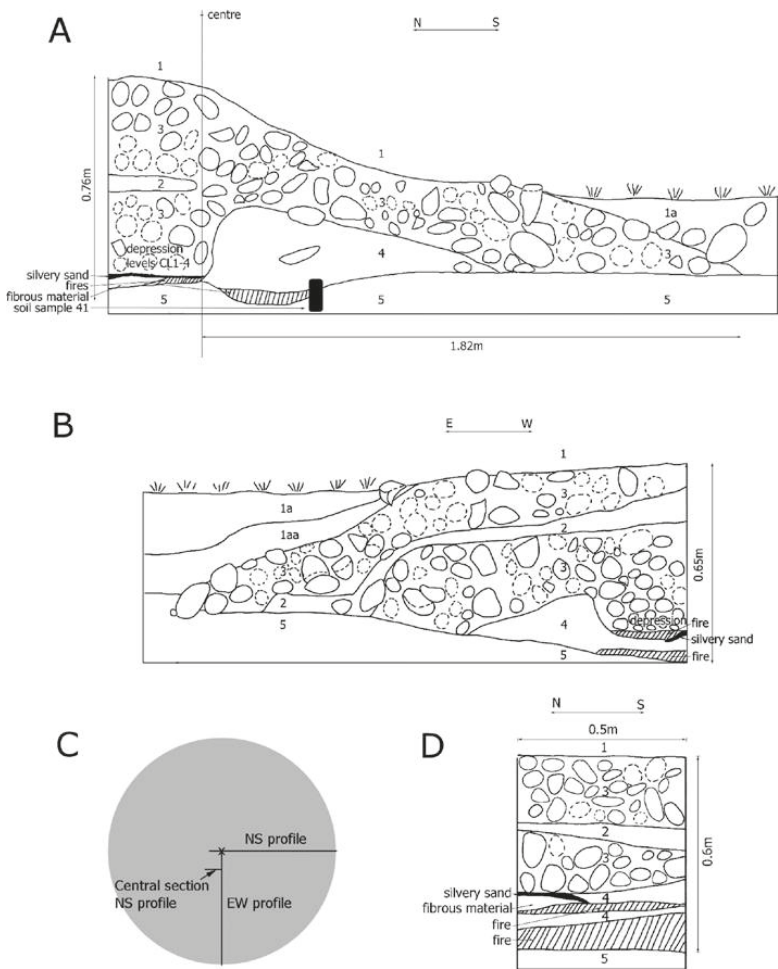 A
centre
N S
1
3
2
3
depression
levels CL1-4
silvery sand
fires
fibrous material
soil sample 41
5
0.76m
1
3
4
5
1a
3
5
1.82m
B
E W
1
1a
3
1aa
2
3
3
2
5
4
depression
fire
silvery sand
5
fire
0.65m
C
NS profile
Central section
NS profile
EW profile
D
N S
0.5m
1
3
2
3
silvery sand
4
fibrous material
4
fire
fire
5
0.6m